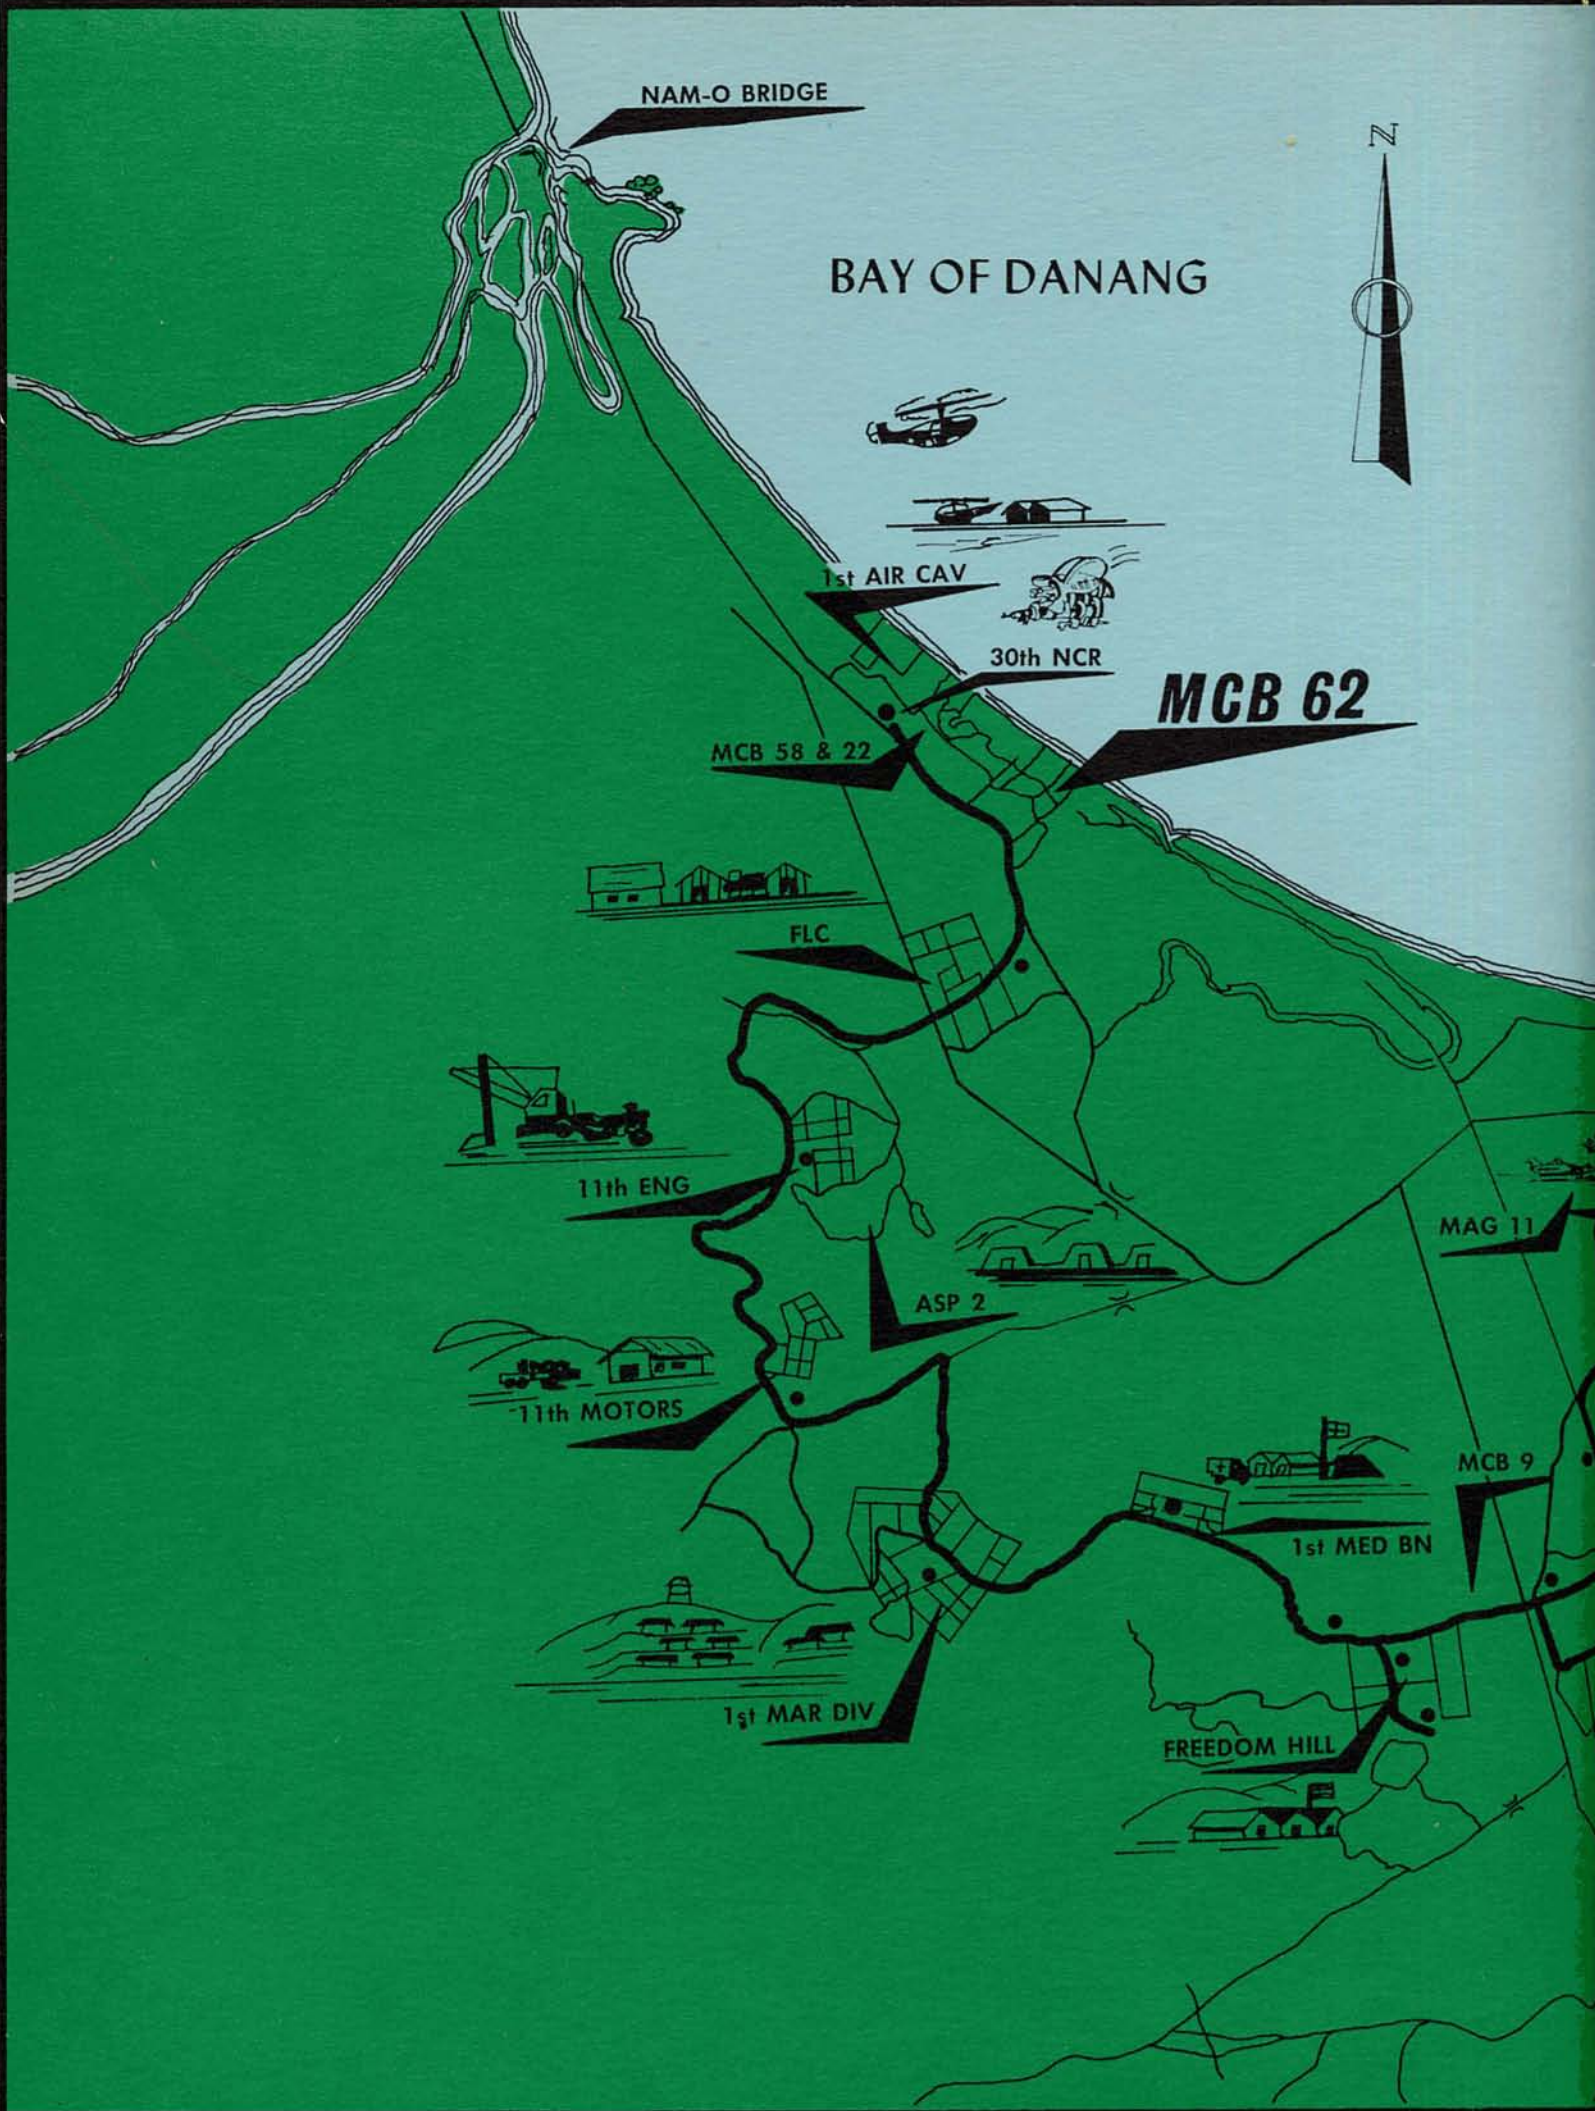 NAM-O BRIDGE
N
BAY OF DANANG
1st AIR CAV
30th NCR
MCB 62
MCB 58 & 22
FLC
11th ENG
MAG 11
ASP 2
11th MOTORS
MCB 9
1st MED BN
1st MAR DIV
FREEDOM HILL